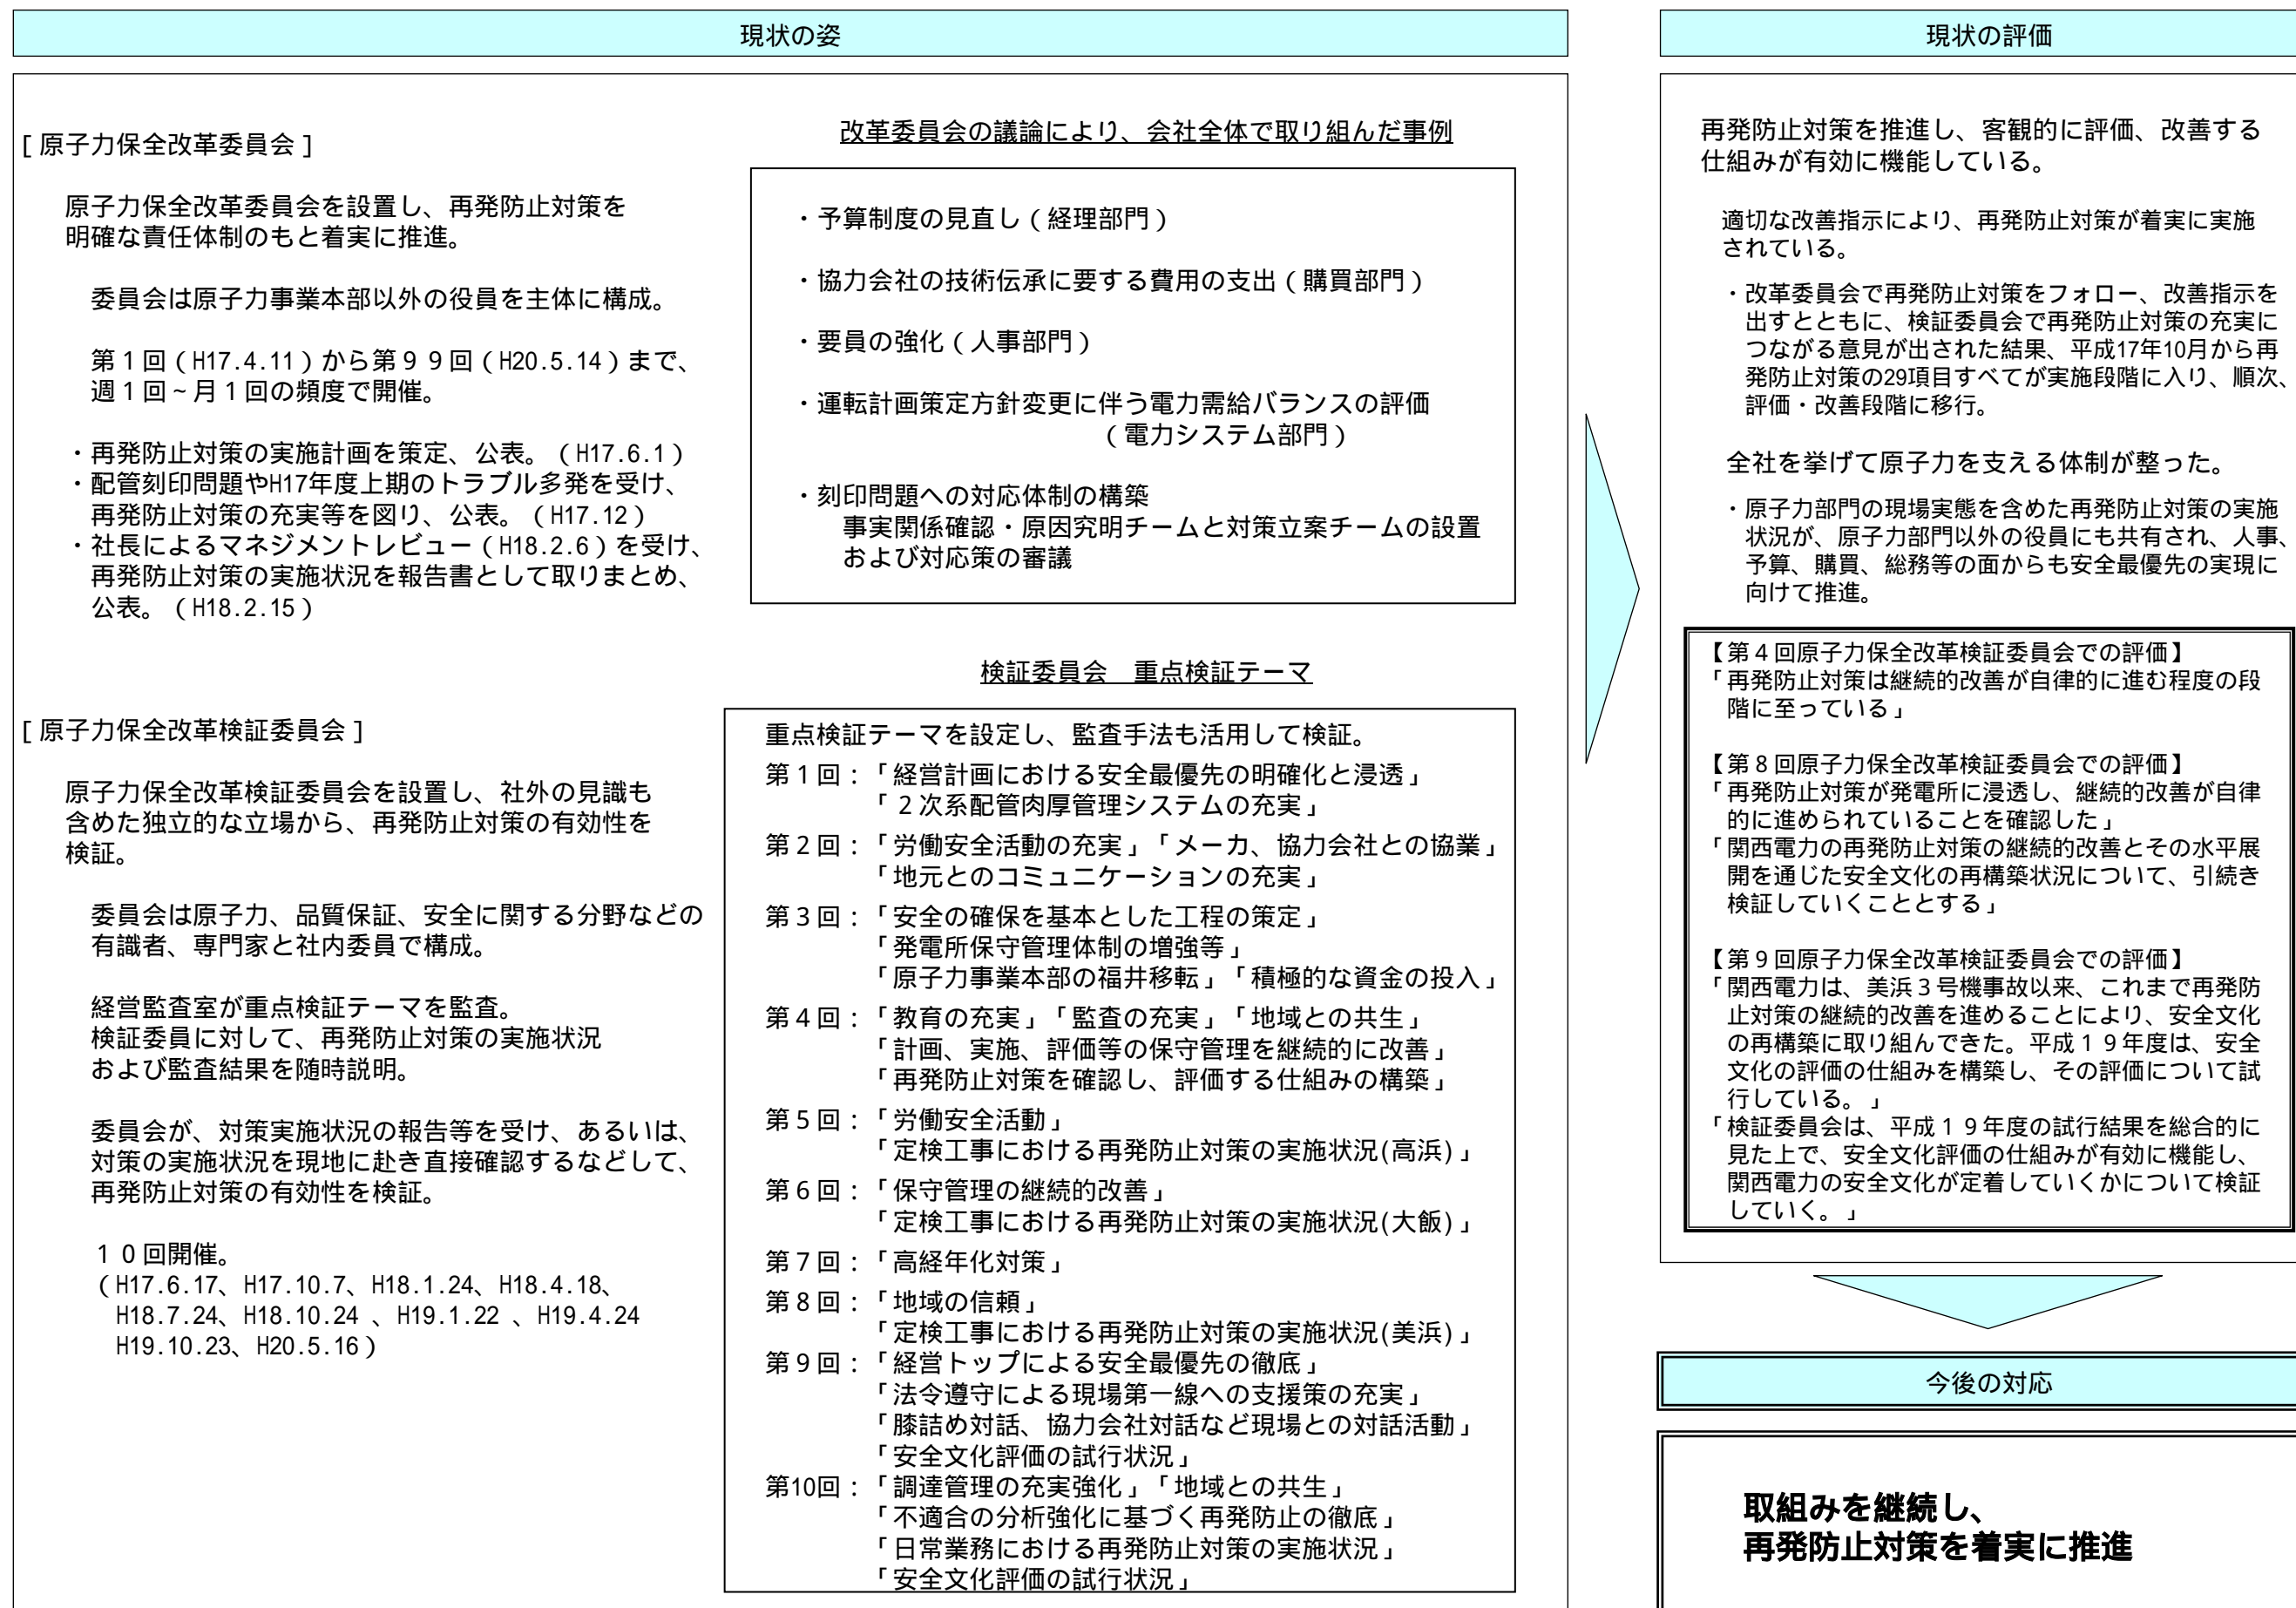 現状の姿
[原子力保全改革委員会]
原子力保全改革委員会を設置し、再発防止対策を
明確な責任体制のもと着実に推進。
委員会は原子力事業本部以外の役員を主体に構成。
第1回(H17.4.11)から第99回(H20.5.14)まで、
週1回~月1回の頻度で開催。
・再発防止対策の実施計画を策定、公表。(H17.6.1)
・配管刻印問題やH17年度上期のトラブル多発を受け、
再発防止対策の充実等を図り、公表。(H17.12)
・社長によるマネジメントレビュー(H18.2.6)を受け、
再発防止対策の実施状況を報告書として取りまとめ、
公表。(H18.2.15)
改革委員会の議論により、会社全体で取り組んだ事例
・予算制度の見直し(経理部門)
・協力会社の技術伝承に要する費用の支出(購買部門)
・要員の強化(人事部門)
・運転計画策定方針変更に伴う電力需給バランスの評価
(電力システム部門)
・刻印問題への対応体制の構築
事実関係確認・原因究明チームと対策立案チームの設置
および対応策の審議
[原子力保全改革検証委員会]
原子力保全改革検証委員会を設置し、社外の見識も
含めた独立的な立場から、再発防止対策の有効性を
検証。
委員会は原子力、品質保証、安全に関する分野などの
有識者、専門家と社内委員で構成。
経営監査室が重点検証テーマを監査。
検証委員に対して、再発防止対策の実施状況
および監査結果を随時説明。
委員会が、対策実施状況の報告等を受け、あるいは、
対策の実施状況を現地に赴き直接確認するなどして、
再発防止対策の有効性を検証。
10回開催。
(H17.6.17、H17.10.7、H18.1.24、H18.4.18、
H18.7.24、H18.10.24 、H19.1.22 、H19.4.24
H19.10.23、H20.5.16)
検証委員会 重点検証テーマ
重点検証テーマを設定し、監査手法も活用して検証。
第1回:「経営計画における安全最優先の明確化と浸透」
「2次系配管肉厚管理システムの充実」
第2回:「労働安全活動の充実」「メーカ、協力会社との協業」
「地元とのコミュニケーションの充実」
第3回:「安全の確保を基本とした工程の策定」
「発電所保守管理体制の増強等」
「原子力事業本部の福井移転」「積極的な資金の投入」
第4回:「教育の充実」「監査の充実」「地域との共生」
「計画、実施、評価等の保守管理を継続的に改善」
「再発防止対策を確認し、評価する仕組みの構築」
第5回:「労働安全活動」
「定検工事における再発防止対策の実施状況(高浜)」
第6回:「保守管理の継続的改善」
「定検工事における再発防止対策の実施状況(大飯)」
第7回:「高経年化対策」
第8回:「地域の信頼」
「定検工事における再発防止対策の実施状況(美浜)」
第9回:「経営トップによる安全最優先の徹底」
「法令遵守による現場第一線への支援策の充実」
「膝詰め対話、協力会社対話など現場との対話活動」
「安全文化評価の試行状況」
第10回:「調達管理の充実強化」「地域との共生」
「不適合の分析強化に基づく再発防止の徹底」
「日常業務における再発防止対策の実施状況」
「安全文化評価の試行状況」
現状の評価
再発防止対策を推進し、客観的に評価、改善する
仕組みが有効に機能している。
適切な改善指示により、再発防止対策が着実に実施
されている。
・改革委員会で再発防止対策をフォロー、改善指示を
出すとともに、検証委員会で再発防止対策の充実に
つながる意見が出された結果、平成17年10月から再
発防止対策の29項目すべてが実施段階に入り、順次、
評価・改善段階に移行。
全社を挙げて原子力を支える体制が整った。
・原子力部門の現場実態を含めた再発防止対策の実施
状況が、原子力部門以外の役員にも共有され、人事、
予算、購買、総務等の面からも安全最優先の実現に
向けて推進。
【第4回原子力保全改革検証委員会での評価】
「再発防止対策は継続的改善が自律的に進む程度の段
階に至っている」
【第8回原子力保全改革検証委員会での評価】
「再発防止対策が発電所に浸透し、継続的改善が自律
的に進められていることを確認した」
「関西電力の再発防止対策の継続的改善とその水平展
開を通じた安全文化の再構築状況について、引続き
検証していくこととする」
【第9回原子力保全改革検証委員会での評価】
「関西電力は、美浜3号機事故以来、これまで再発防
止対策の継続的改善を進めることにより、安全文化
の再構築に取り組んできた。平成19年度は、安全
文化の評価の仕組みを構築し、その評価について試
行している。」
「検証委員会は、平成19年度の試行結果を総合的に
見た上で、安全文化評価の仕組みが有効に機能し、
関西電力の安全文化が定着していくかについて検証
していく。」
今後の対応
取組みを継続し、
再発防止対策を着実に推進